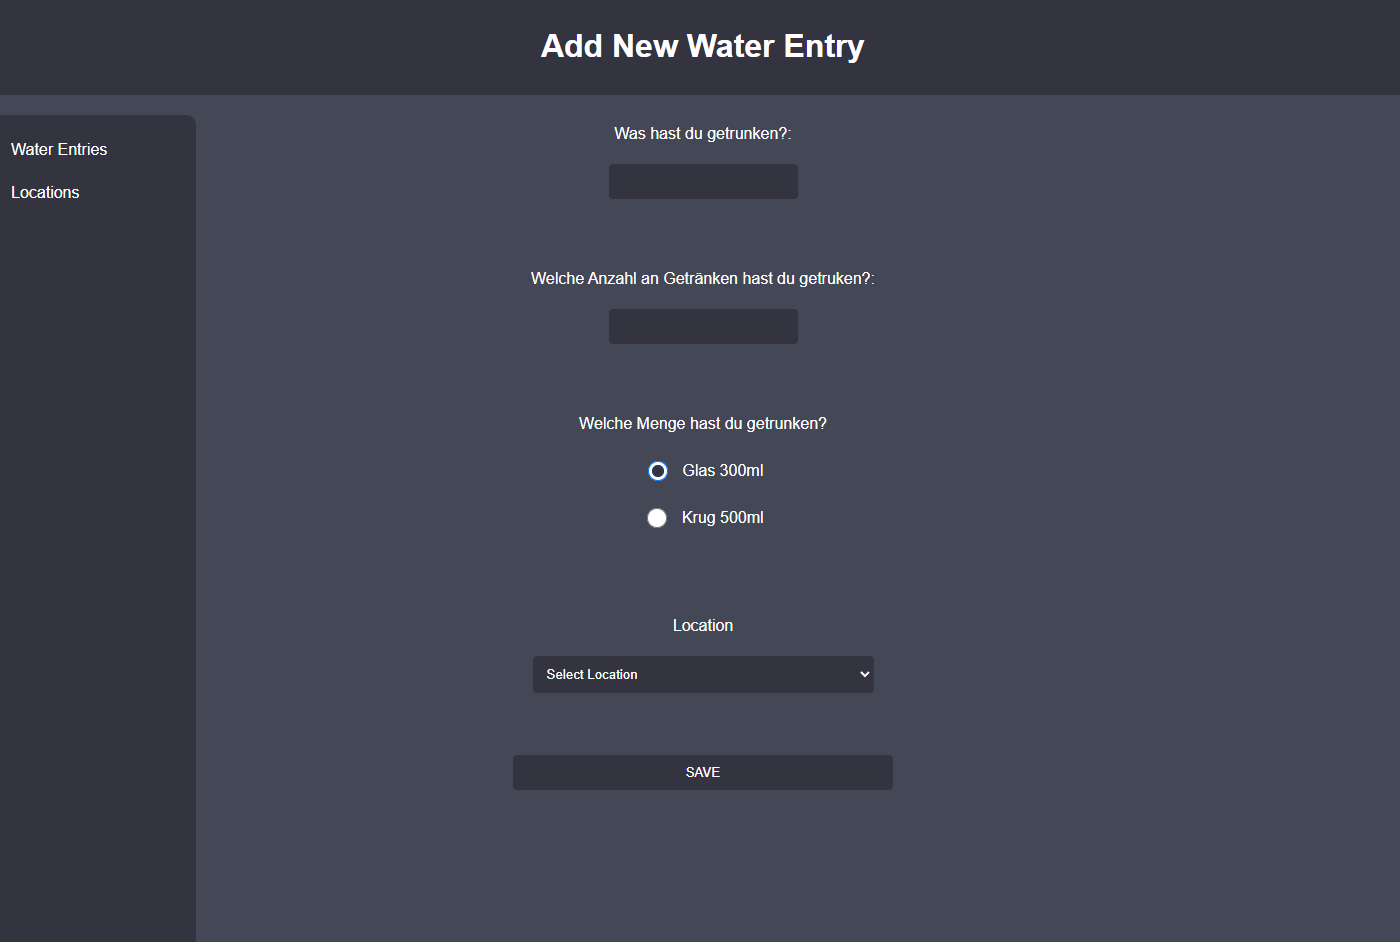 Add New Water Entry
Water Entries
Locations
Was hast du getrunken?:
Welche Anzahl an Getränken hast du getruken?:
Welche Menge hast du getrunken?
Glas 300ml
Krug 500ml
Location
Select Location
SAVE